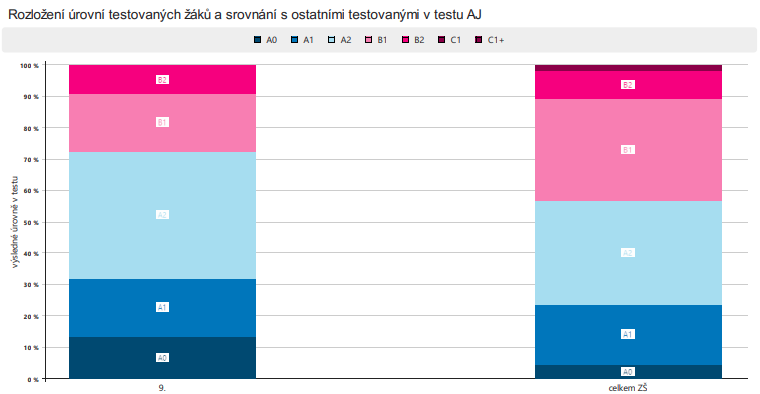 Rozložení úrovní testovaných žáků a srovnání s ostatními testovanými v testu AJ
A0 A1 A2 B1 B2 C1 C1+
výsledné úrovně v testu
100 %
90 %
80 %
70 %
60 %
50 %
40 %
30 %
20 %
10 %
0 %
B2
B1
A2
A1
A0
B2
B1
A2
A1
A0
9. celkem ZŠ